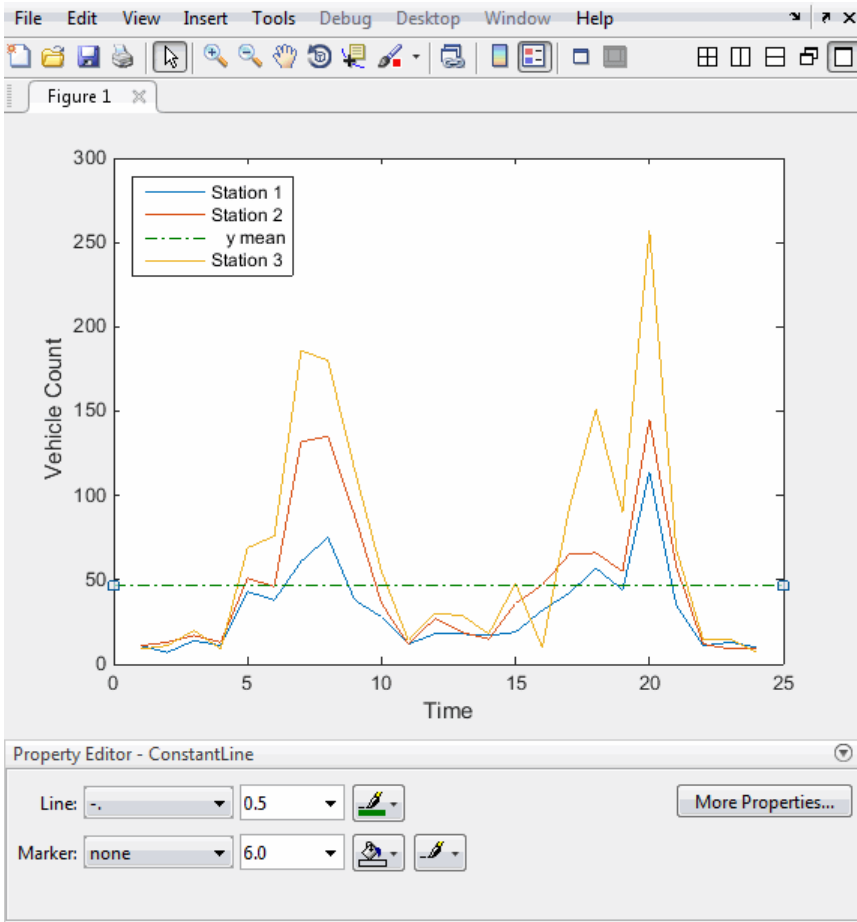 File Edit View Insert Tools Debug Desktop Window Help
Figure 1
300
250
200
150
100
50
0
Vehicle Count
Station 1
Station 2
y mean
Station 3
0 5 10 15 20 25
Time
Property Editor - ConstantLine
Line: -. 0.5 More Properties...
Marker: none 6.0